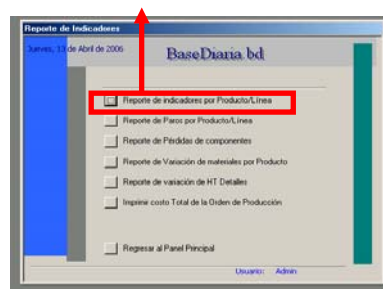 Reporte de Indicadores
Jueves, 13 de Abril de 2006
BaseDiaria bd
Reporte de indicadores por Producto/Línea
Reporte de Paros por Producto/Línea
Reporte de Pérdidas de componentes
Reporte de Variación de materiales por Producto
Reporte de variación de HT Detalles
Imprimir costo Total de la Orden de Producción
Regresar al Panel Principal
Usuario: Admin